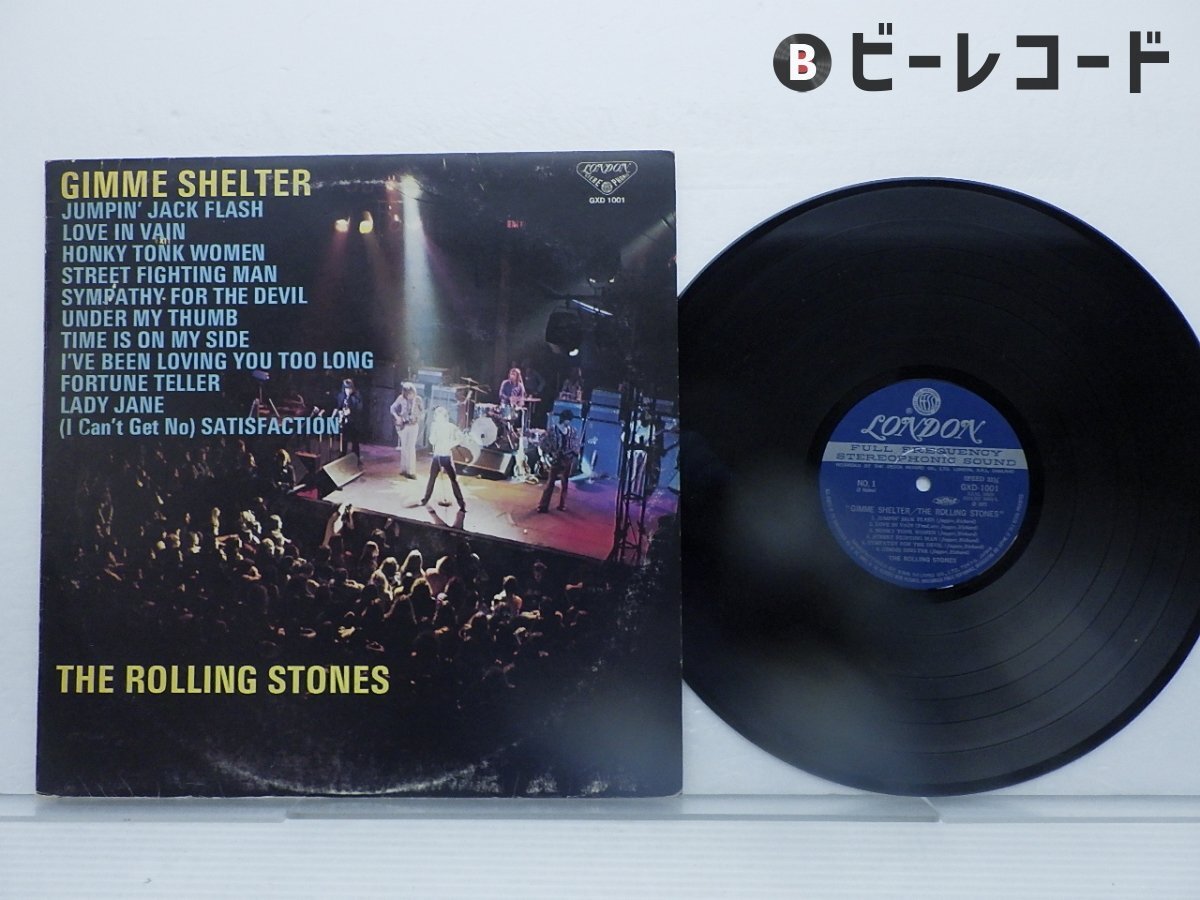 B ビーレコード
GIMME SHELTER
JUMPIN' JACK FLASH
LOVE IN VAIN
HONKY TONK WOMEN
STREET FIGHTING MAN
SYMPATHY FOR THE DEVIL
UNDER MY THUMB
TIME IS ON MY SIDE
I'VE BEEN LOVING YOU TOO LONG
FORTUNE TELLER
LADY JANE
(I Can't Get No) SATISFACTION
THE ROLLING STONES
LONDON
GXD 1001
LONDON
FULL FREQUENCY
STEREOPHONIC SOUND
NO. 1
SPEED 33⅓
GXD-1001
"GIMME SHELTER/THE ROLLING STONES"
THE ROLLING STONES